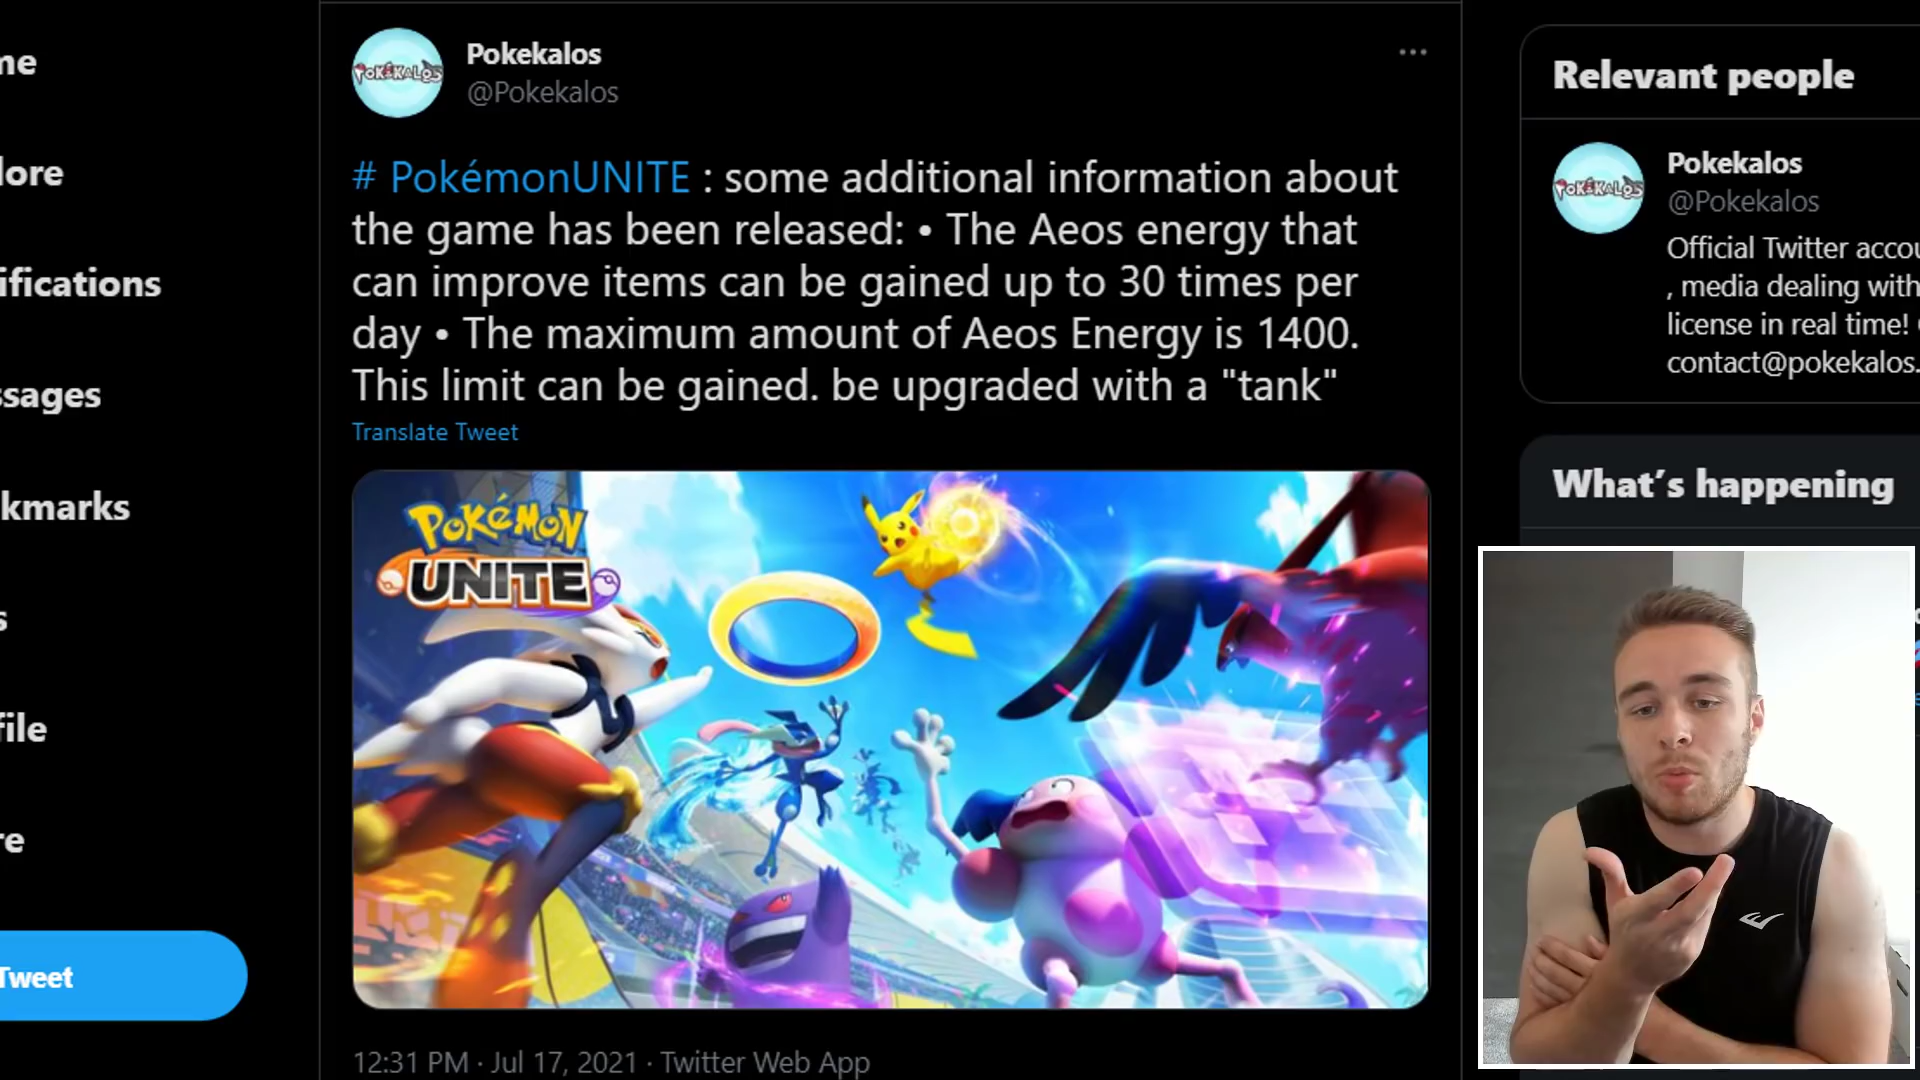 me
lore
ifications
ssages
kmarks
s
file
re
Tweet
POKÉKALOS
Pokekalos
@Pokekalos
# PokémonUNITE : some additional information about
the game has been released: • The Aeos energy that
can improve items can be gained up to 30 times per
day • The maximum amount of Aeos Energy is 1400.
This limit can be gained. be upgraded with a "tank"
Translate Tweet
POKÉMON
UNITE
12:31 PM · Jul 17, 2021 · Twitter Web App
Relevant people
POKÉKALOS
Pokekalos
@Pokekalos
Official Twitter accou
, media dealing with
license in real time!
contact@pokekalos.
What's happening